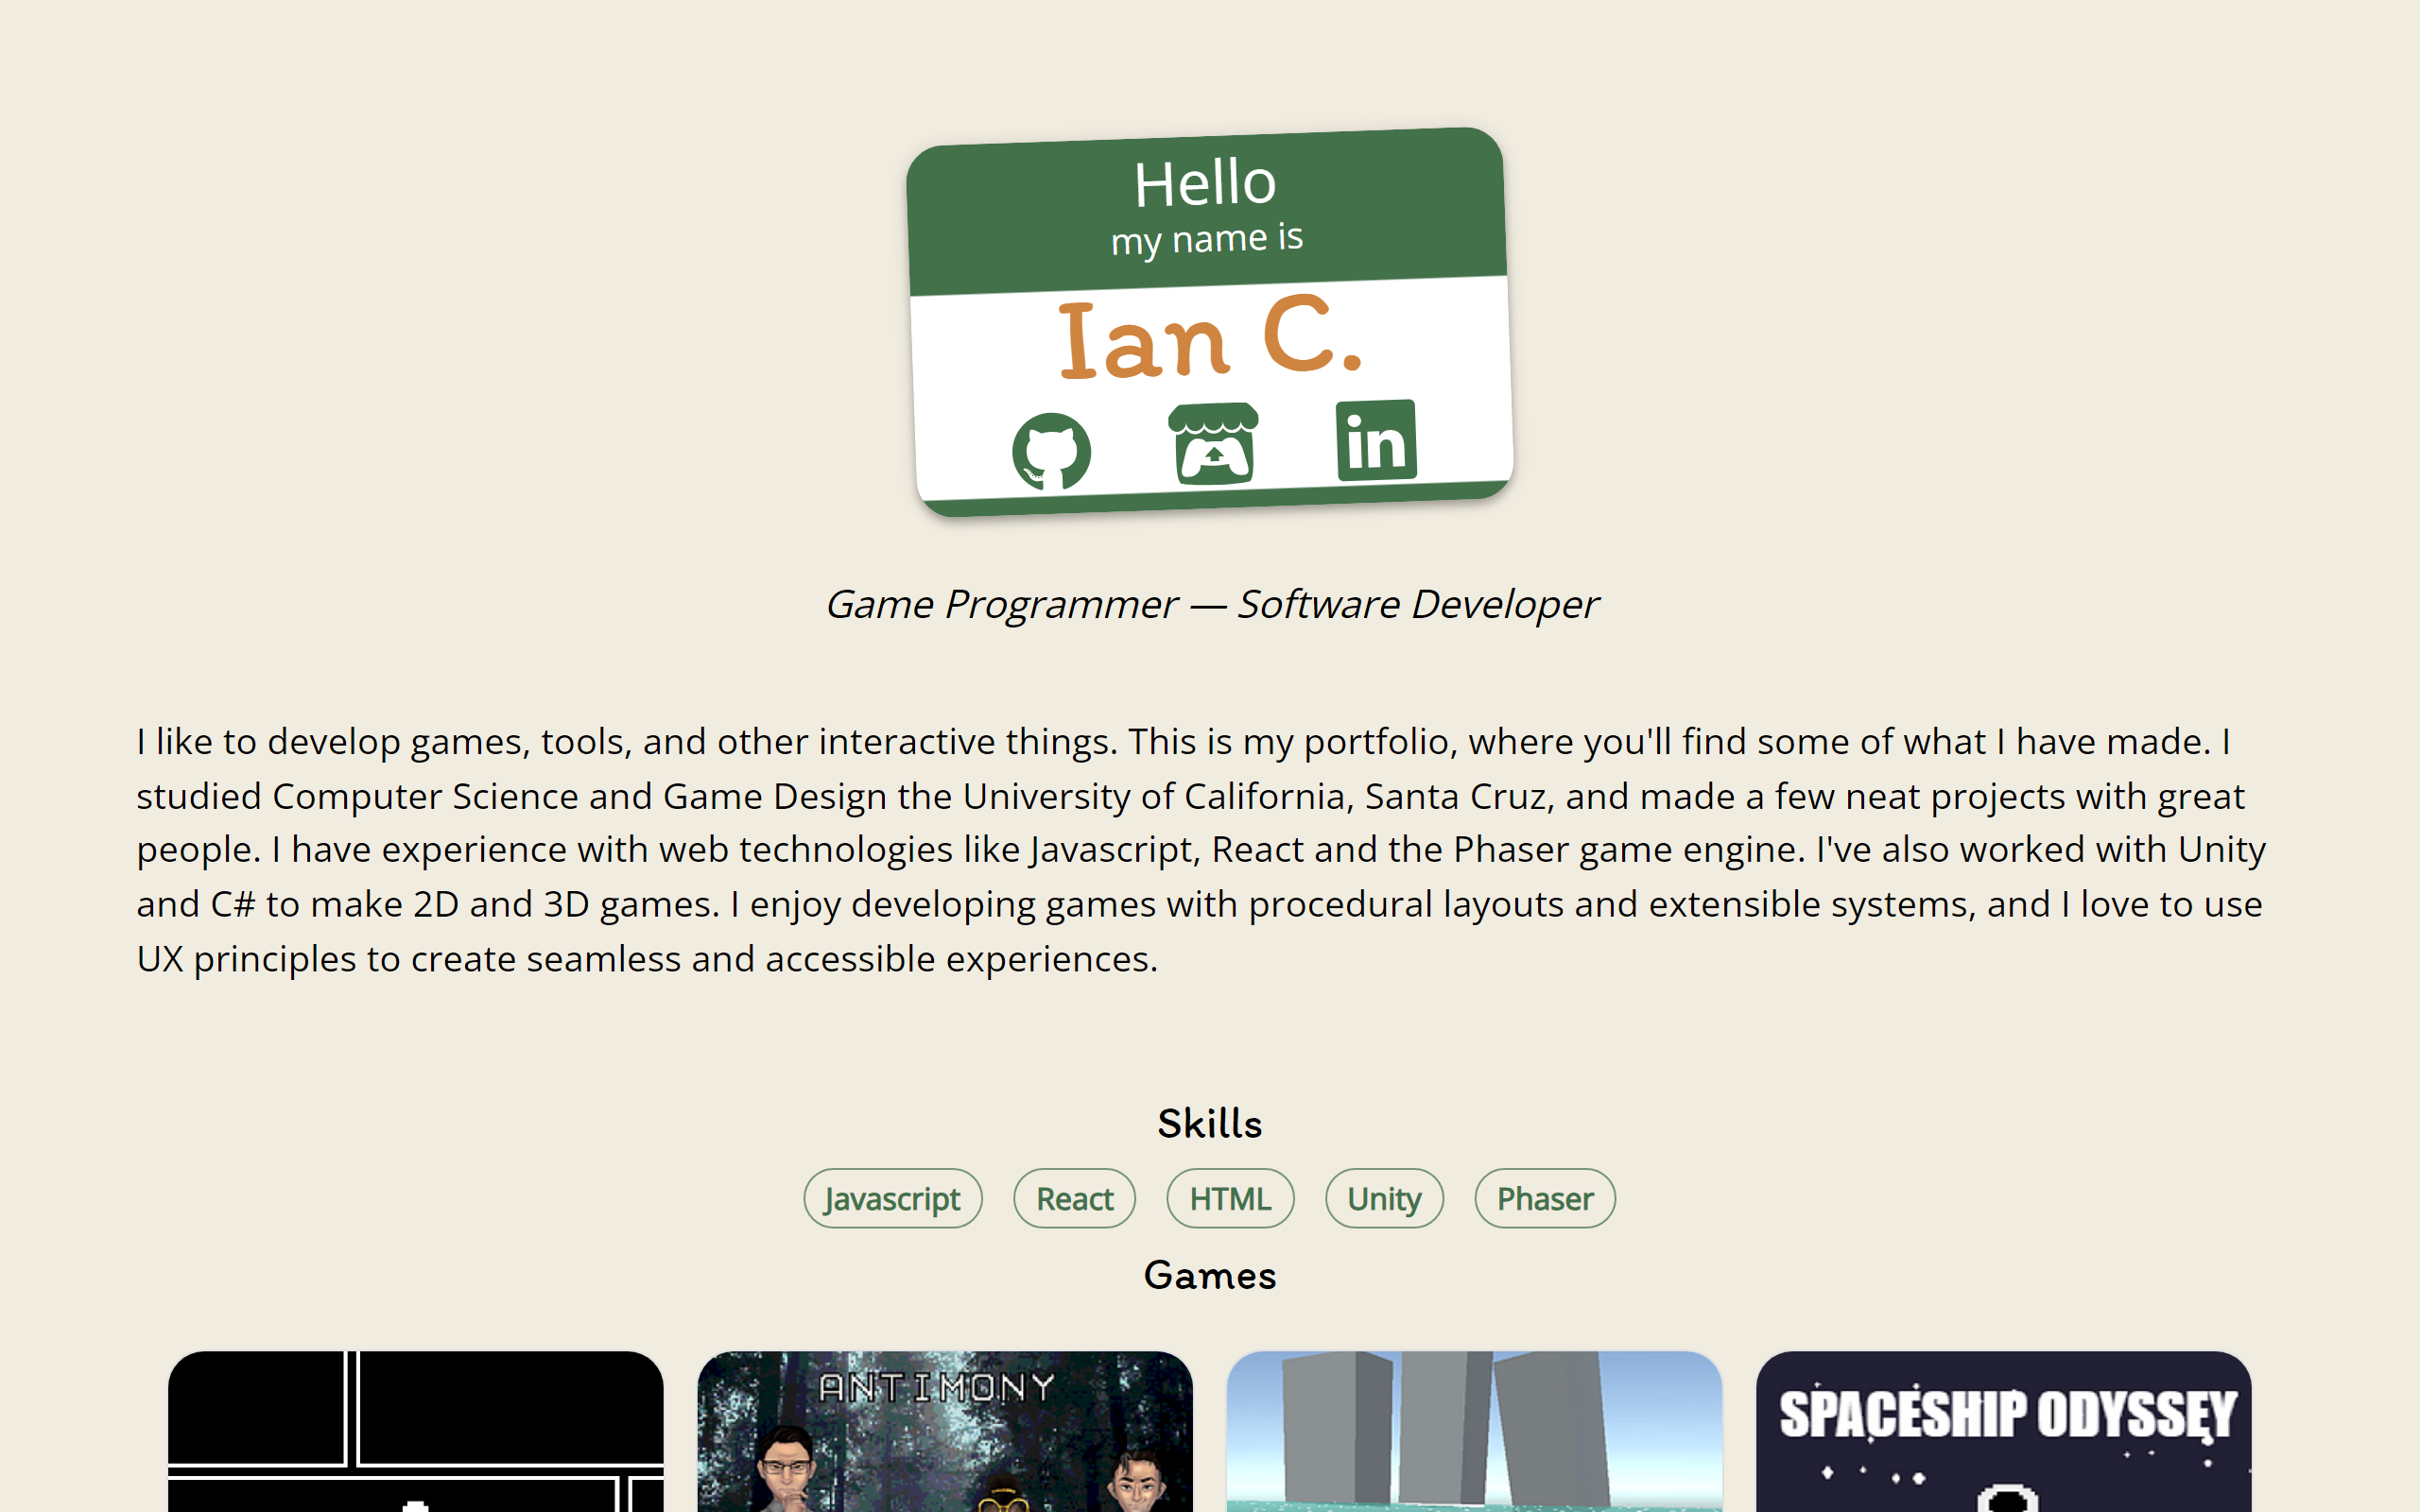 Hello
my name is
Ian C.
in
Game Programmer — Software Developer
I like to develop games, tools, and other interactive things. This is my portfolio, where you'll find some of what I have made. I
studied Computer Science and Game Design the University of California, Santa Cruz, and made a few neat projects with great
people. I have experience with web technologies like Javascript, React and the Phaser game engine. I've also worked with Unity
and C# to make 2D and 3D games. I enjoy developing games with procedural layouts and extensible systems, and I love to use
UX principles to create seamless and accessible experiences.
Skills
Javascript React HTML Unity Phaser
Games
ANTIMONY
SPACESHIP ODYSSEY